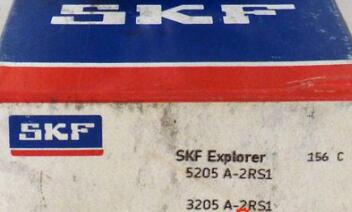 SKF
SKF
SKF Explorer 156 C
5205 A-2RS1
3205 A-2RS1